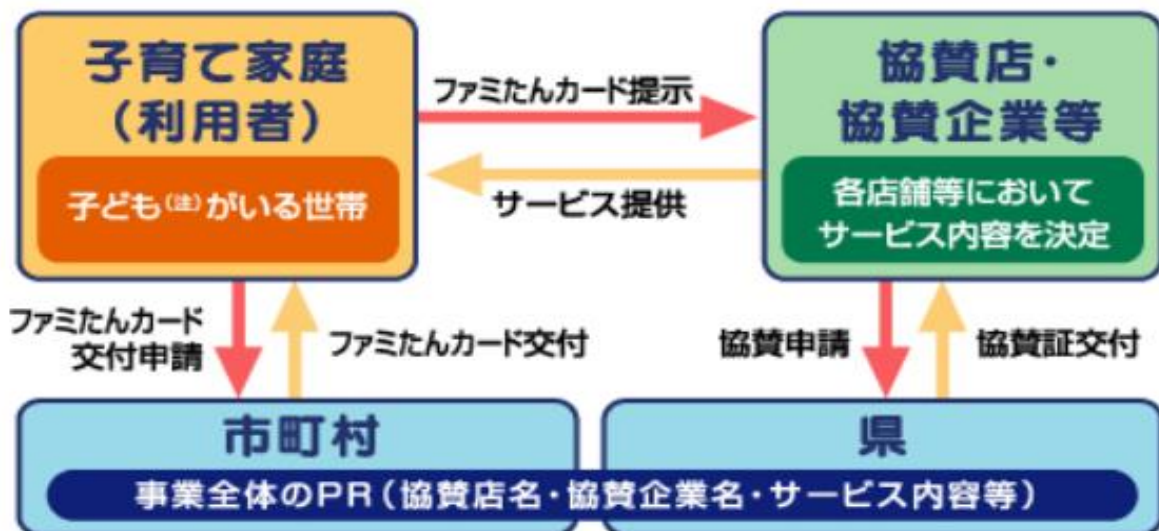 子育て家庭
（利用者）
子ども（注）がいる世帯
ファミたんカード提示
サービス提供
協賛店・
協賛企業等
各店舗等において
サービス内容を決定
ファミたんカード
交付申請
ファミたんカード交付
協賛申請
協賛証交付
市町村
県
事業全体のPR（協賛店名・協賛企業名・サービス内容等）